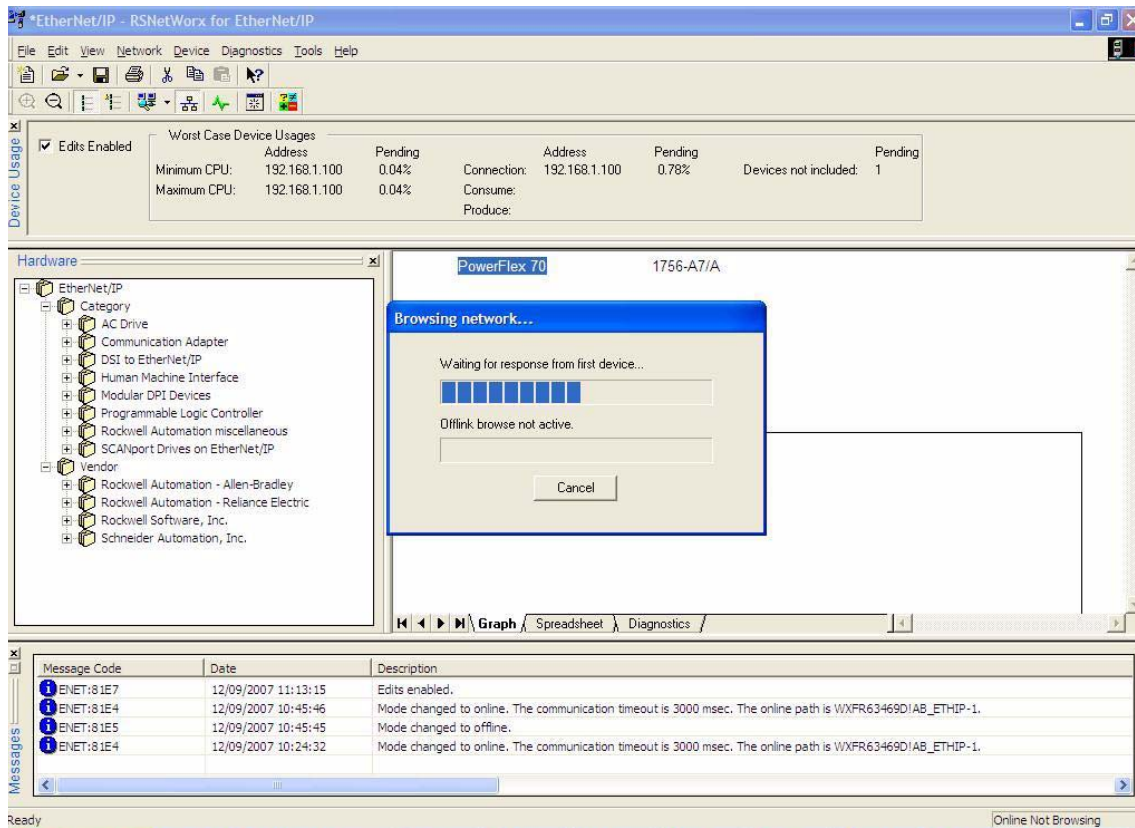 *EtherNet/IP - RSNetWorx for EtherNet/IP
File Edit View Network Device Diagnostics Tools Help
Device Usage
Edits Enabled
Worst Case Device Usages
Address Pending Address Pending Pending
Minimum CPU: 192.168.1.100 0.04% Connection: 192.168.1.100 0.78% Devices not included: 1
Maximum CPU: 192.168.1.100 0.04% Consume:
Produce:
Hardware
EtherNet/IP
Category
AC Drive
Communication Adapter
DSI to EtherNet/IP
Human Machine Interface
Modular DPI Devices
Programmable Logic Controller
Rockwell Automation miscellaneous
SCANport Drives on EtherNet/IP
Vendor
Rockwell Automation - Allen-Bradley
Rockwell Automation - Reliance Electric
Rockwell Software, Inc.
Schneider Automation, Inc.
PowerFlex 70 1756-A7/A
Browsing network...
Waiting for response from first device...
Offlink browse not active.
Cancel
Graph Spreadsheet Diagnostics
Messages
Message Code Date Description
ENET:81E7 12/09/2007 11:13:15 Edits enabled.
ENET:81E4 12/09/2007 10:45:46 Mode changed to online. The communication timeout is 3000 msec. The online path is WXFR63469D!AB_ETHIP-1.
ENET:81E5 12/09/2007 10:45:45 Mode changed to offline.
ENET:81E4 12/09/2007 10:24:32 Mode changed to online. The communication timeout is 3000 msec. The online path is WXFR63469D!AB_ETHIP-1.
Ready Online Not Browsing